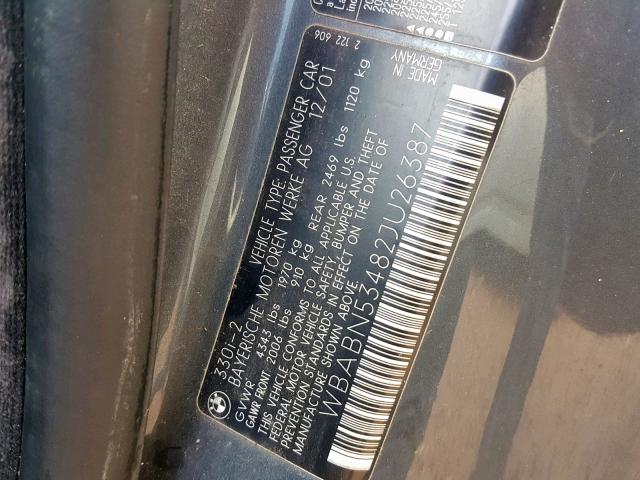 2 122 606
3301-2 VEHICLE TYPE: PASSENGER CAR
BAYERISCHE MOTOREN WERKE AG 12/01
GVWR 4343 lbs 1970 kg
GAWR FRONT 2006 lbs 910 kg REAR 2469 lbs 1120 kg
THIS VEHICLE CONFORMS TO ALL APPLICABLE U.S.
FEDERAL MOTOR VEHICLE SAFETY, BUMPER AND THEFT
PREVENTION STANDARDS IN EFFECT ON THE DATE OF
MANUFACTURE SHOWN ABOVE.
MADE IN
GERMANY
WBABN53482JU26387